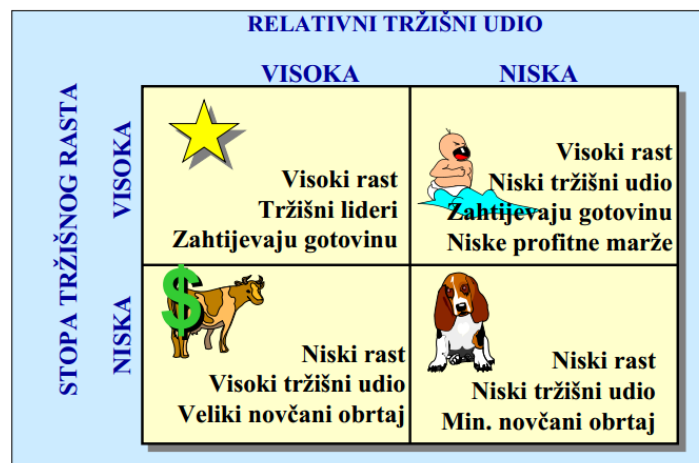 RELATIVNI TRŽIŠNI UDIO
VISOKA
NISKA
STOPA TRŽIŠNOG RASTA
VISOKA
Visoki rast
Tržišni lideri
Zahtijevaju gotovinu
Visoki rast
Niski tržišni udio
Zahtijevaju gotovinu
Niske profitne marže
NISKA
$
Niski rast
Visoki tržišni udio
Veliki novčani obrtaj
Niski rast
Niski tržišni udio
Min. novčani obrtaj